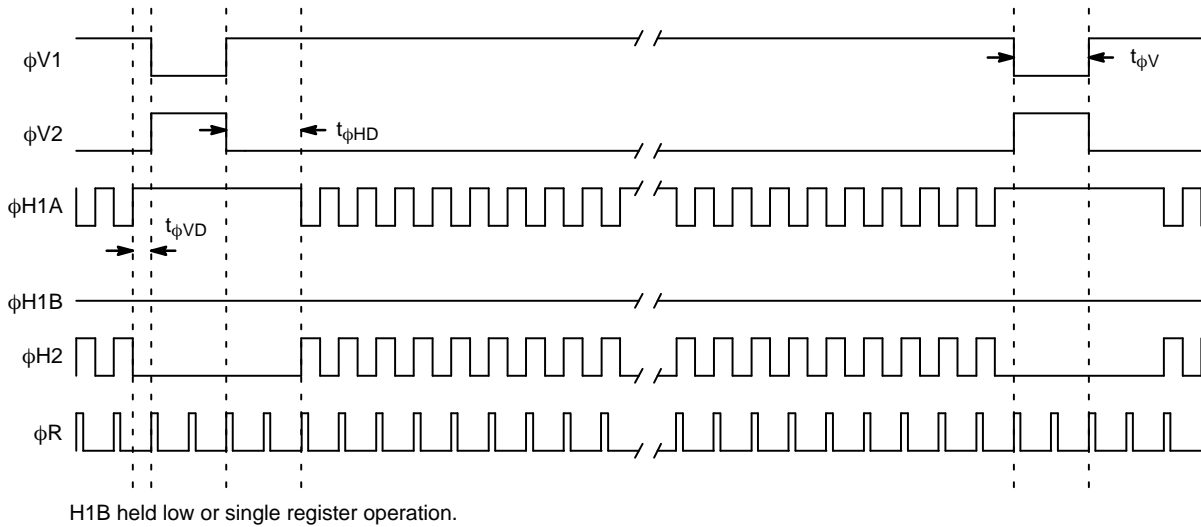 ϕV1
t_ϕV
ϕV2
t_ϕHD
ϕH1A
t_ϕVD
ϕH1B
ϕH2
ϕR
H1B held low or single register operation.